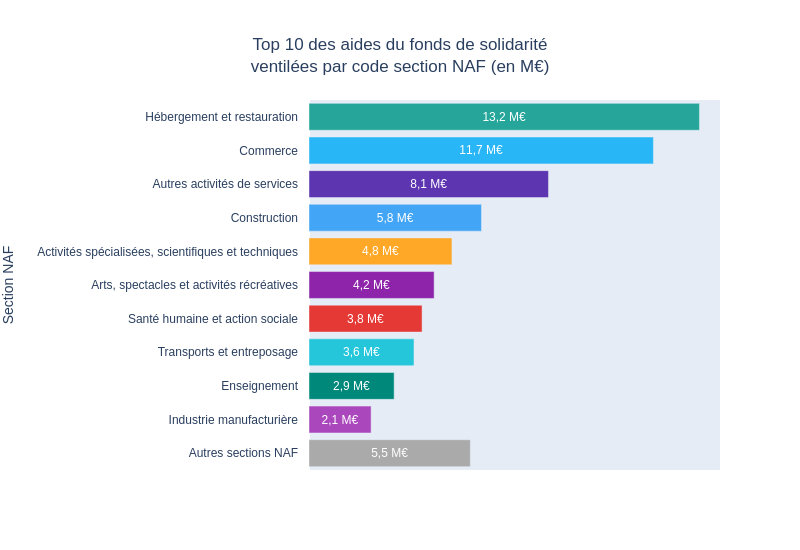 Top 10 des aides du fonds de solidarité
ventilées par code section NAF (en M€)
Section NAF
Hébergement et restauration 13,2 M€
Commerce 11,7 M€
Autres activités de services 8,1 M€
Construction 5,8 M€
Activités spécialisées, scientifiques et techniques 4,8 M€
Arts, spectacles et activités récréatives 4,2 M€
Santé humaine et action sociale 3,8 M€
Transports et entreposage 3,6 M€
Enseignement 2,9 M€
Industrie manufacturière 2,1 M€
Autres sections NAF 5,5 M€